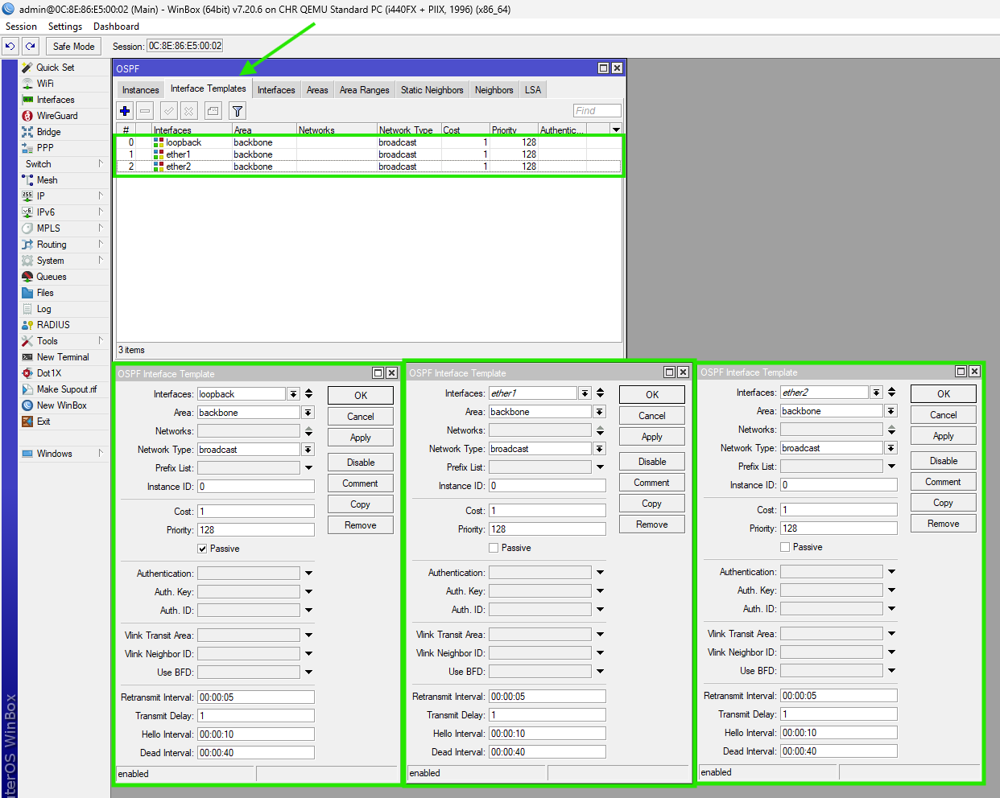 admin@0C:8E:86:E5:00:02 (Main) - WinBox (64bit) v7.20.6 on CHR QEMU Standard PC (i440FX + PIIX, 1996) (x86_64)
Session Settings Dashboard
Safe Mode Session: 0C:8E:86:E5:00:02
Quick Set
WiFi
Interfaces
WireGuard
Bridge
PPP
Switch
Mesh
IP
IPv6
MPLS
Routing
System
Queues
Files
Log
RADIUS
Tools
New Terminal
Dot1X
Make Supout.rif
New WinBox
Exit
Windows
uterOS WinBox
OSPF
Instances Interface Templates Interfaces Areas Area Ranges Static Neighbors Neighbors LSA
Find
# Interfaces Area Networks Network Type Cost Priority Authentic...
0 loopback backbone broadcast 1 128
1 ether1 backbone broadcast 1 128
2 ether2 backbone broadcast 1 128
3 items
OSPF Interface Template
Interfaces: loopback OK
Area: backbone Cancel
Networks: Apply
Network Type: broadcast
Prefix List: Disable
Instance ID: 0 Comment
Copy
Cost: 1
Priority: 128 Remove
Passive
Authentication:
Auth. Key:
Auth. ID:
Vlink Transit Area:
Vlink Neighbor ID:
Use BFD:
Retransmit Interval: 00:00:05
Transmit Delay: 1
Hello Interval: 00:00:10
Dead Interval: 00:00:40
enabled
OSPF Interface Template
Interfaces: ether1 OK
Area: backbone Cancel
Networks: Apply
Network Type: broadcast
Prefix List: Disable
Instance ID: 0 Comment
Copy
Cost: 1
Priority: 128 Remove
Passive
Authentication:
Auth. Key:
Auth. ID:
Vlink Transit Area:
Vlink Neighbor ID:
Use BFD:
Retransmit Interval: 00:00:05
Transmit Delay: 1
Hello Interval: 00:00:10
Dead Interval: 00:00:40
enabled
OSPF Interface Template
Interfaces: ether2 OK
Area: backbone Cancel
Networks: Apply
Network Type: broadcast
Prefix List: Disable
Instance ID: 0 Comment
Copy
Cost: 1
Priority: 128 Remove
Passive
Authentication:
Auth. Key:
Auth. ID:
Vlink Transit Area:
Vlink Neighbor ID:
Use BFD:
Retransmit Interval: 00:00:05
Transmit Delay: 1
Hello Interval: 00:00:10
Dead Interval: 00:00:40
enabled